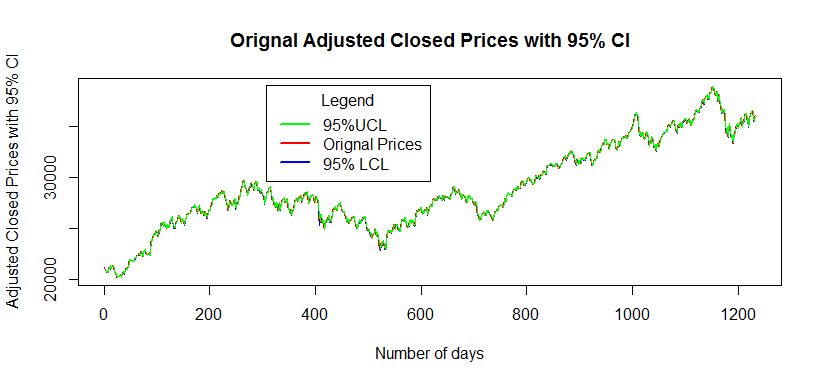 Orignal Adjusted Closed Prices with 95% CI
Adjusted Closed Prices with 95% CI
30000
20000
Legend
95%UCL
Orignal Prices
95% LCL
0 200 400 600 800 1000 1200
Number of days